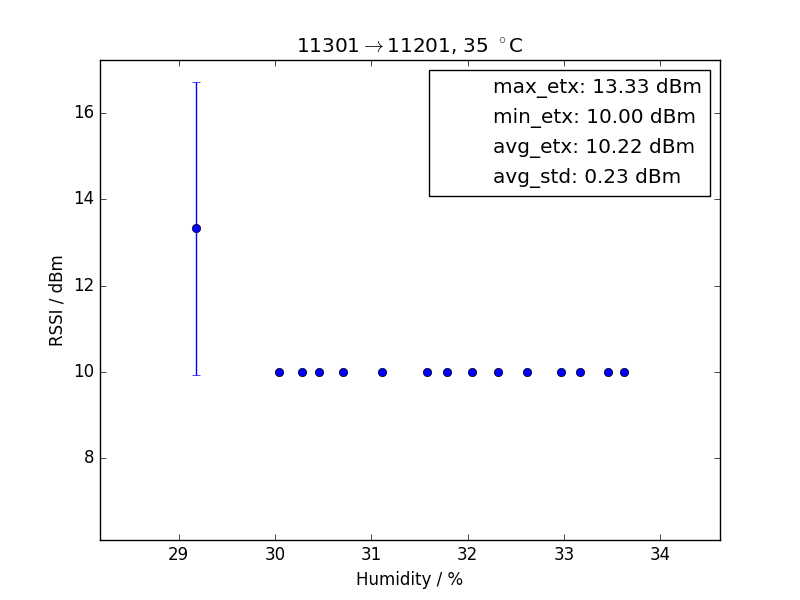 11301→11201, 35 °C
max_etx: 13.33 dBm
min_etx: 10.00 dBm
avg_etx: 10.22 dBm
avg_std: 0.23 dBm
RSSI / dBm
16
14
12
10
8
29 30 31 32 33 34
Humidity / %